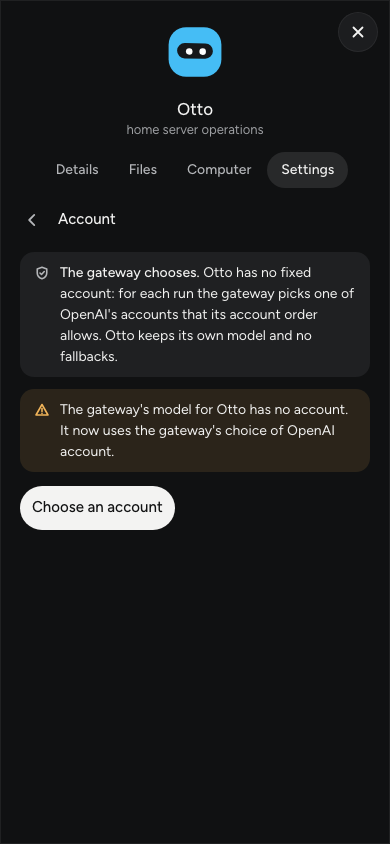 Otto
home server operations
Details Files Computer Settings
Account
The gateway chooses. Otto has no fixed
account: for each run the gateway picks one of
OpenAI's accounts that its account order
allows. Otto keeps its own model and no
fallbacks.
The gateway's model for Otto has no account.
It now uses the gateway's choice of OpenAI
account.
Choose an account